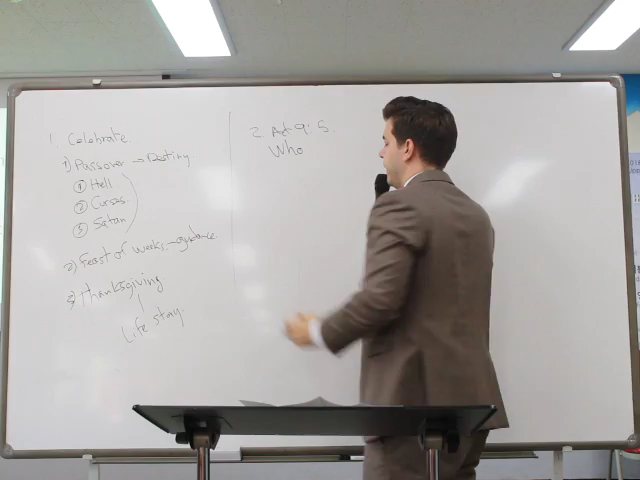 1. Celebrate
1) Passover → Destiny
① Hell
② Curses.
③ Satan
2) Feast of Weeks. → guidance
3) Thanksgiving
Life story
2. Act 9: 5
Who